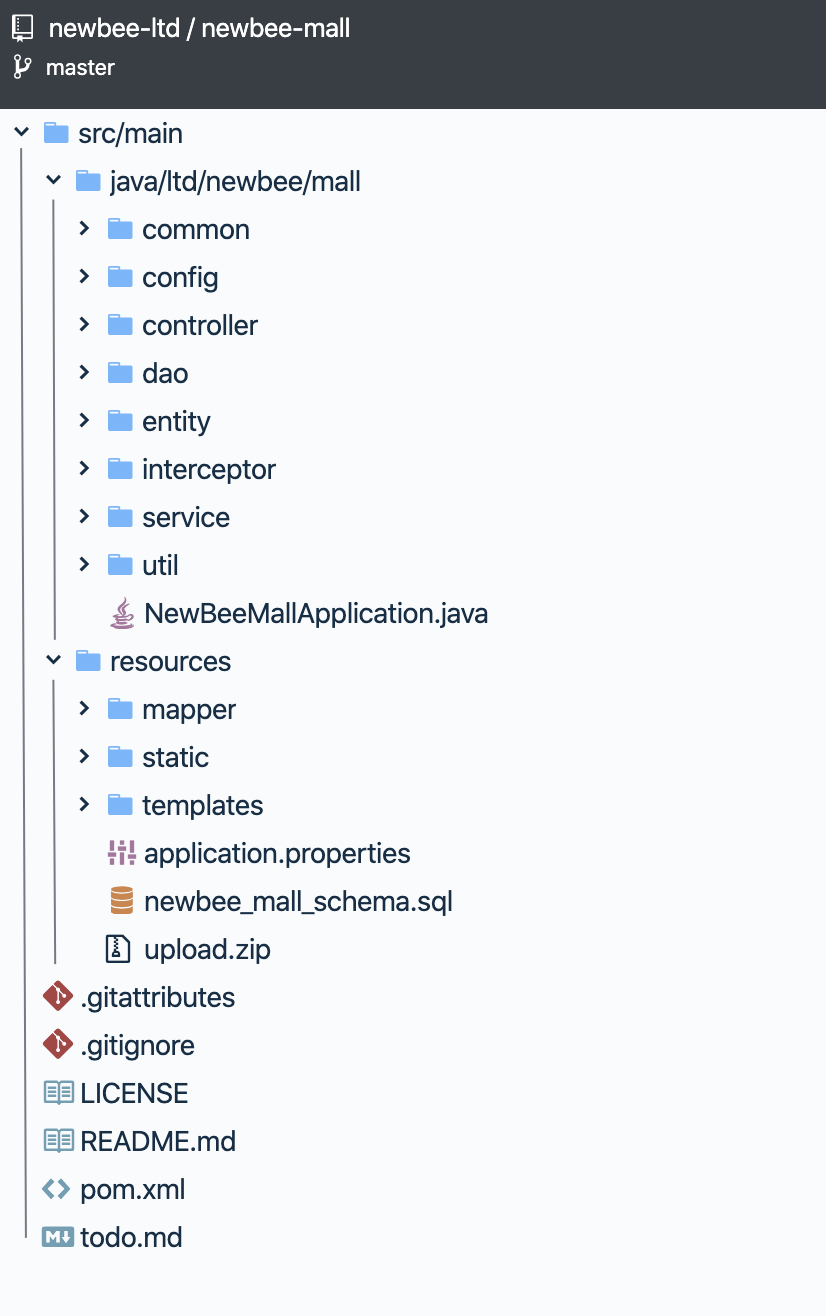 newbee-ltd / newbee-mall
master
src/main
java/ltd/newbee/mall
common
config
controller
dao
entity
interceptor
service
util
NewBeeMallApplication.java
resources
mapper
static
templates
application.properties
newbee_mall_schema.sql
upload.zip
.gitattributes
.gitignore
LICENSE
README.md
pom.xml
M↓ todo.md